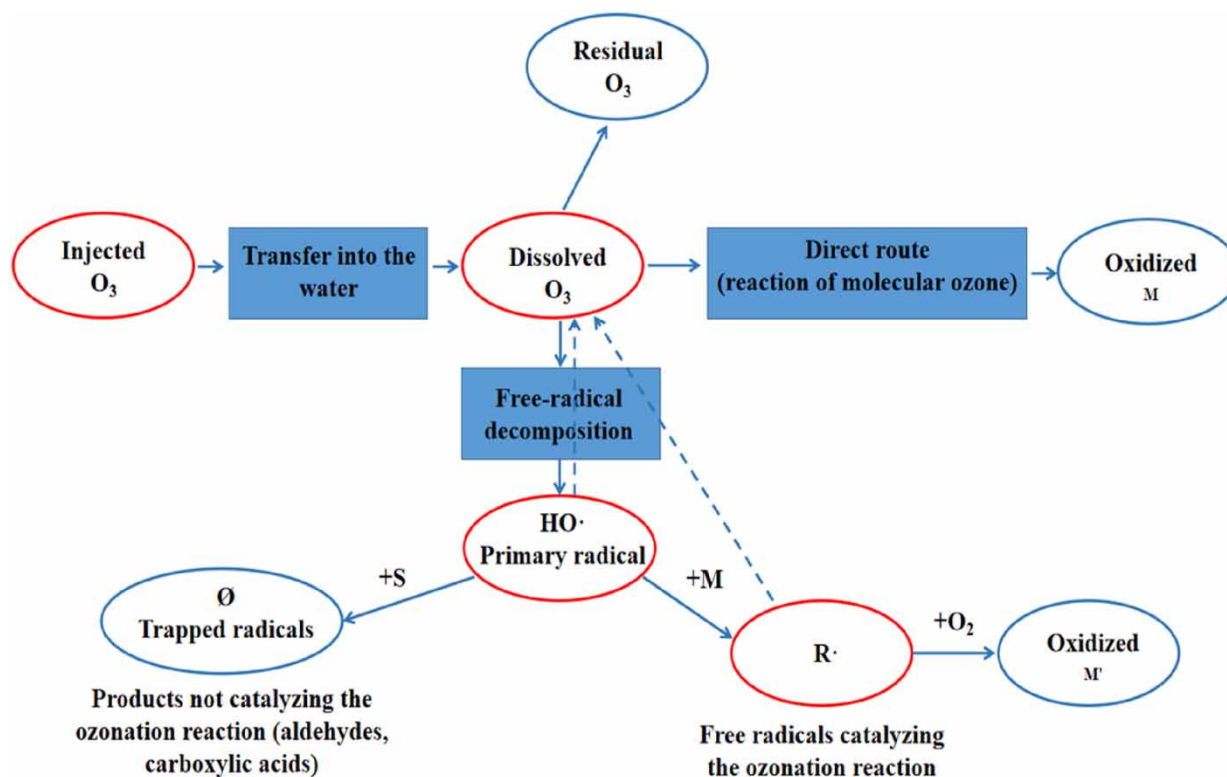 Residual
O₃
Injected
O₃
Transfer into the
water
Dissolved
O₃
Direct route
(reaction of molecular ozone)
Oxidized
M
Free-radical
decomposition
HO·
Primary radical
+S
+M
Ø
Trapped radicals
R·
+O₂
Oxidized
M'
Products not catalyzing the
ozonation reaction (aldehydes,
carboxylic acids)
Free radicals catalyzing
the ozonation reaction